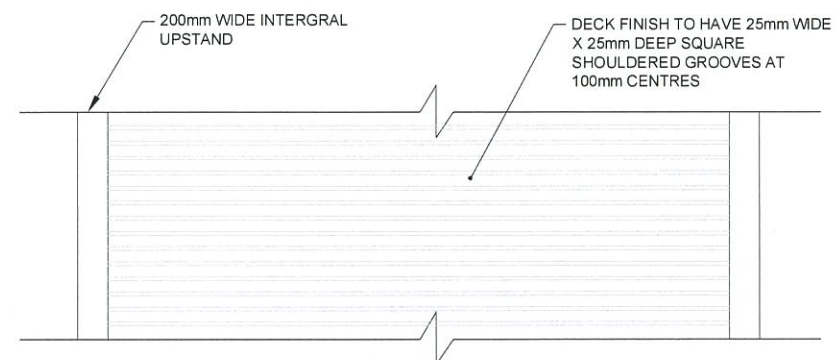 200mm WIDE INTERGRAL
UPSTAND
DECK FINISH TO HAVE 25mm WIDE
X 25mm DEEP SQUARE
SHOULDERED GROOVES AT
100mm CENTRES